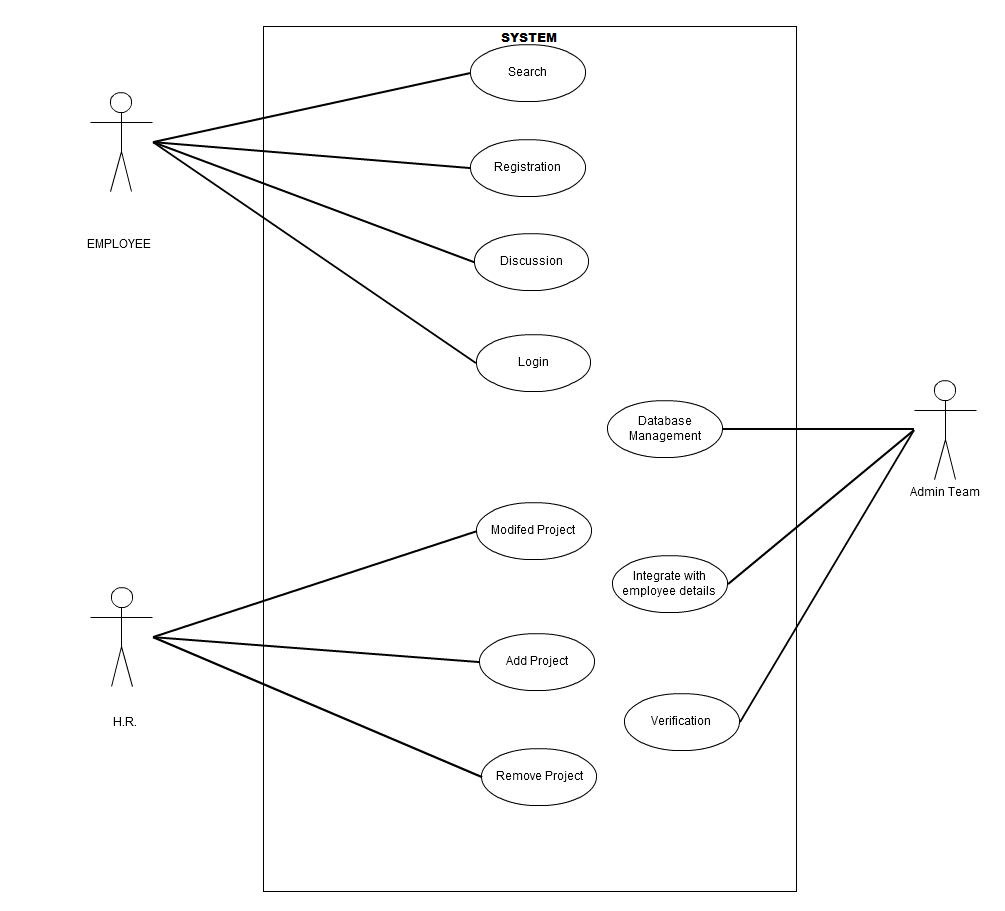 SYSTEM
Search
Registration
EMPLOYEE
Discussion
Login
Database
Management
Admin Team
Modifed Project
Integrate with
employee details
Add Project
H.R.
Verification
Remove Project